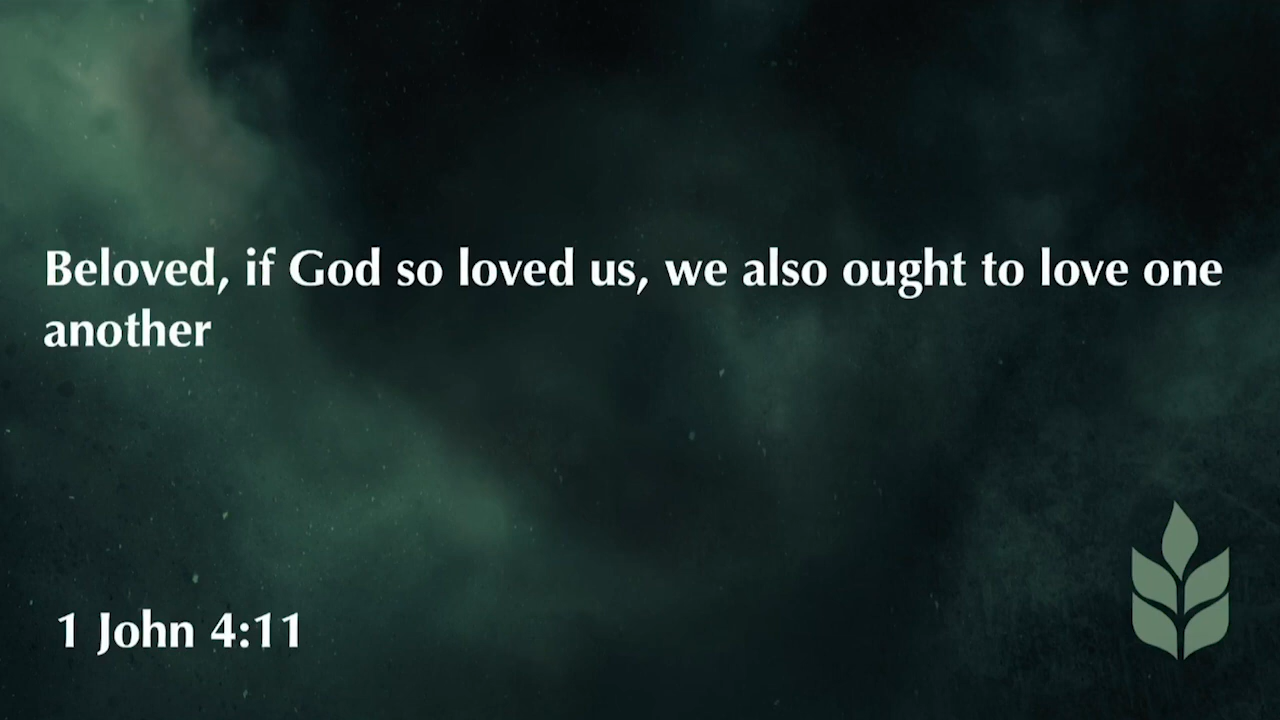 Beloved, if God so loved us, we also ought to love one
another
1 John 4:11